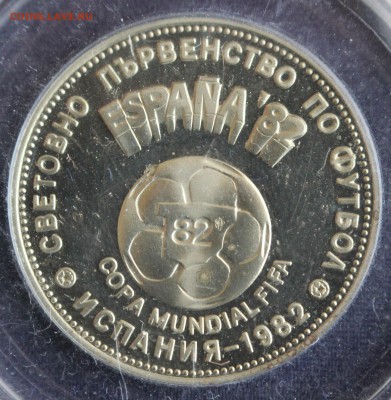 СВЕТОВНО ПЪРВЕНСТВО ПО ФУТБОЛ
ESPAÑA '82
82
COPA MUNDIAL FIFA
ИСПАНИЯ-1982